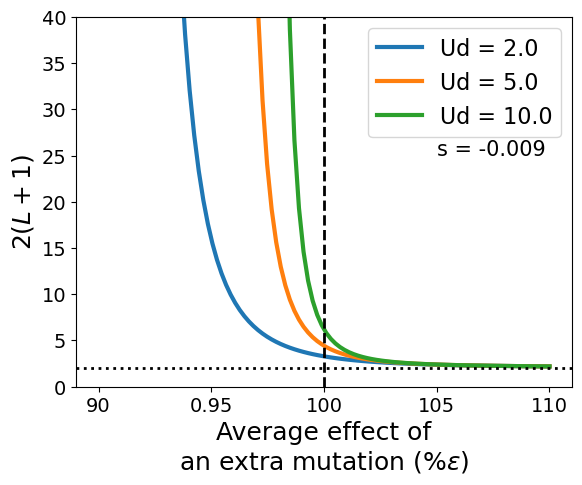 40
35
30
25
20
15
10
5
0
2(L + 1)
Ud = 2.0
Ud = 5.0
Ud = 10.0
s = -0.009
90
0.95
100
105
110
Average effect of
an extra mutation (%ε)